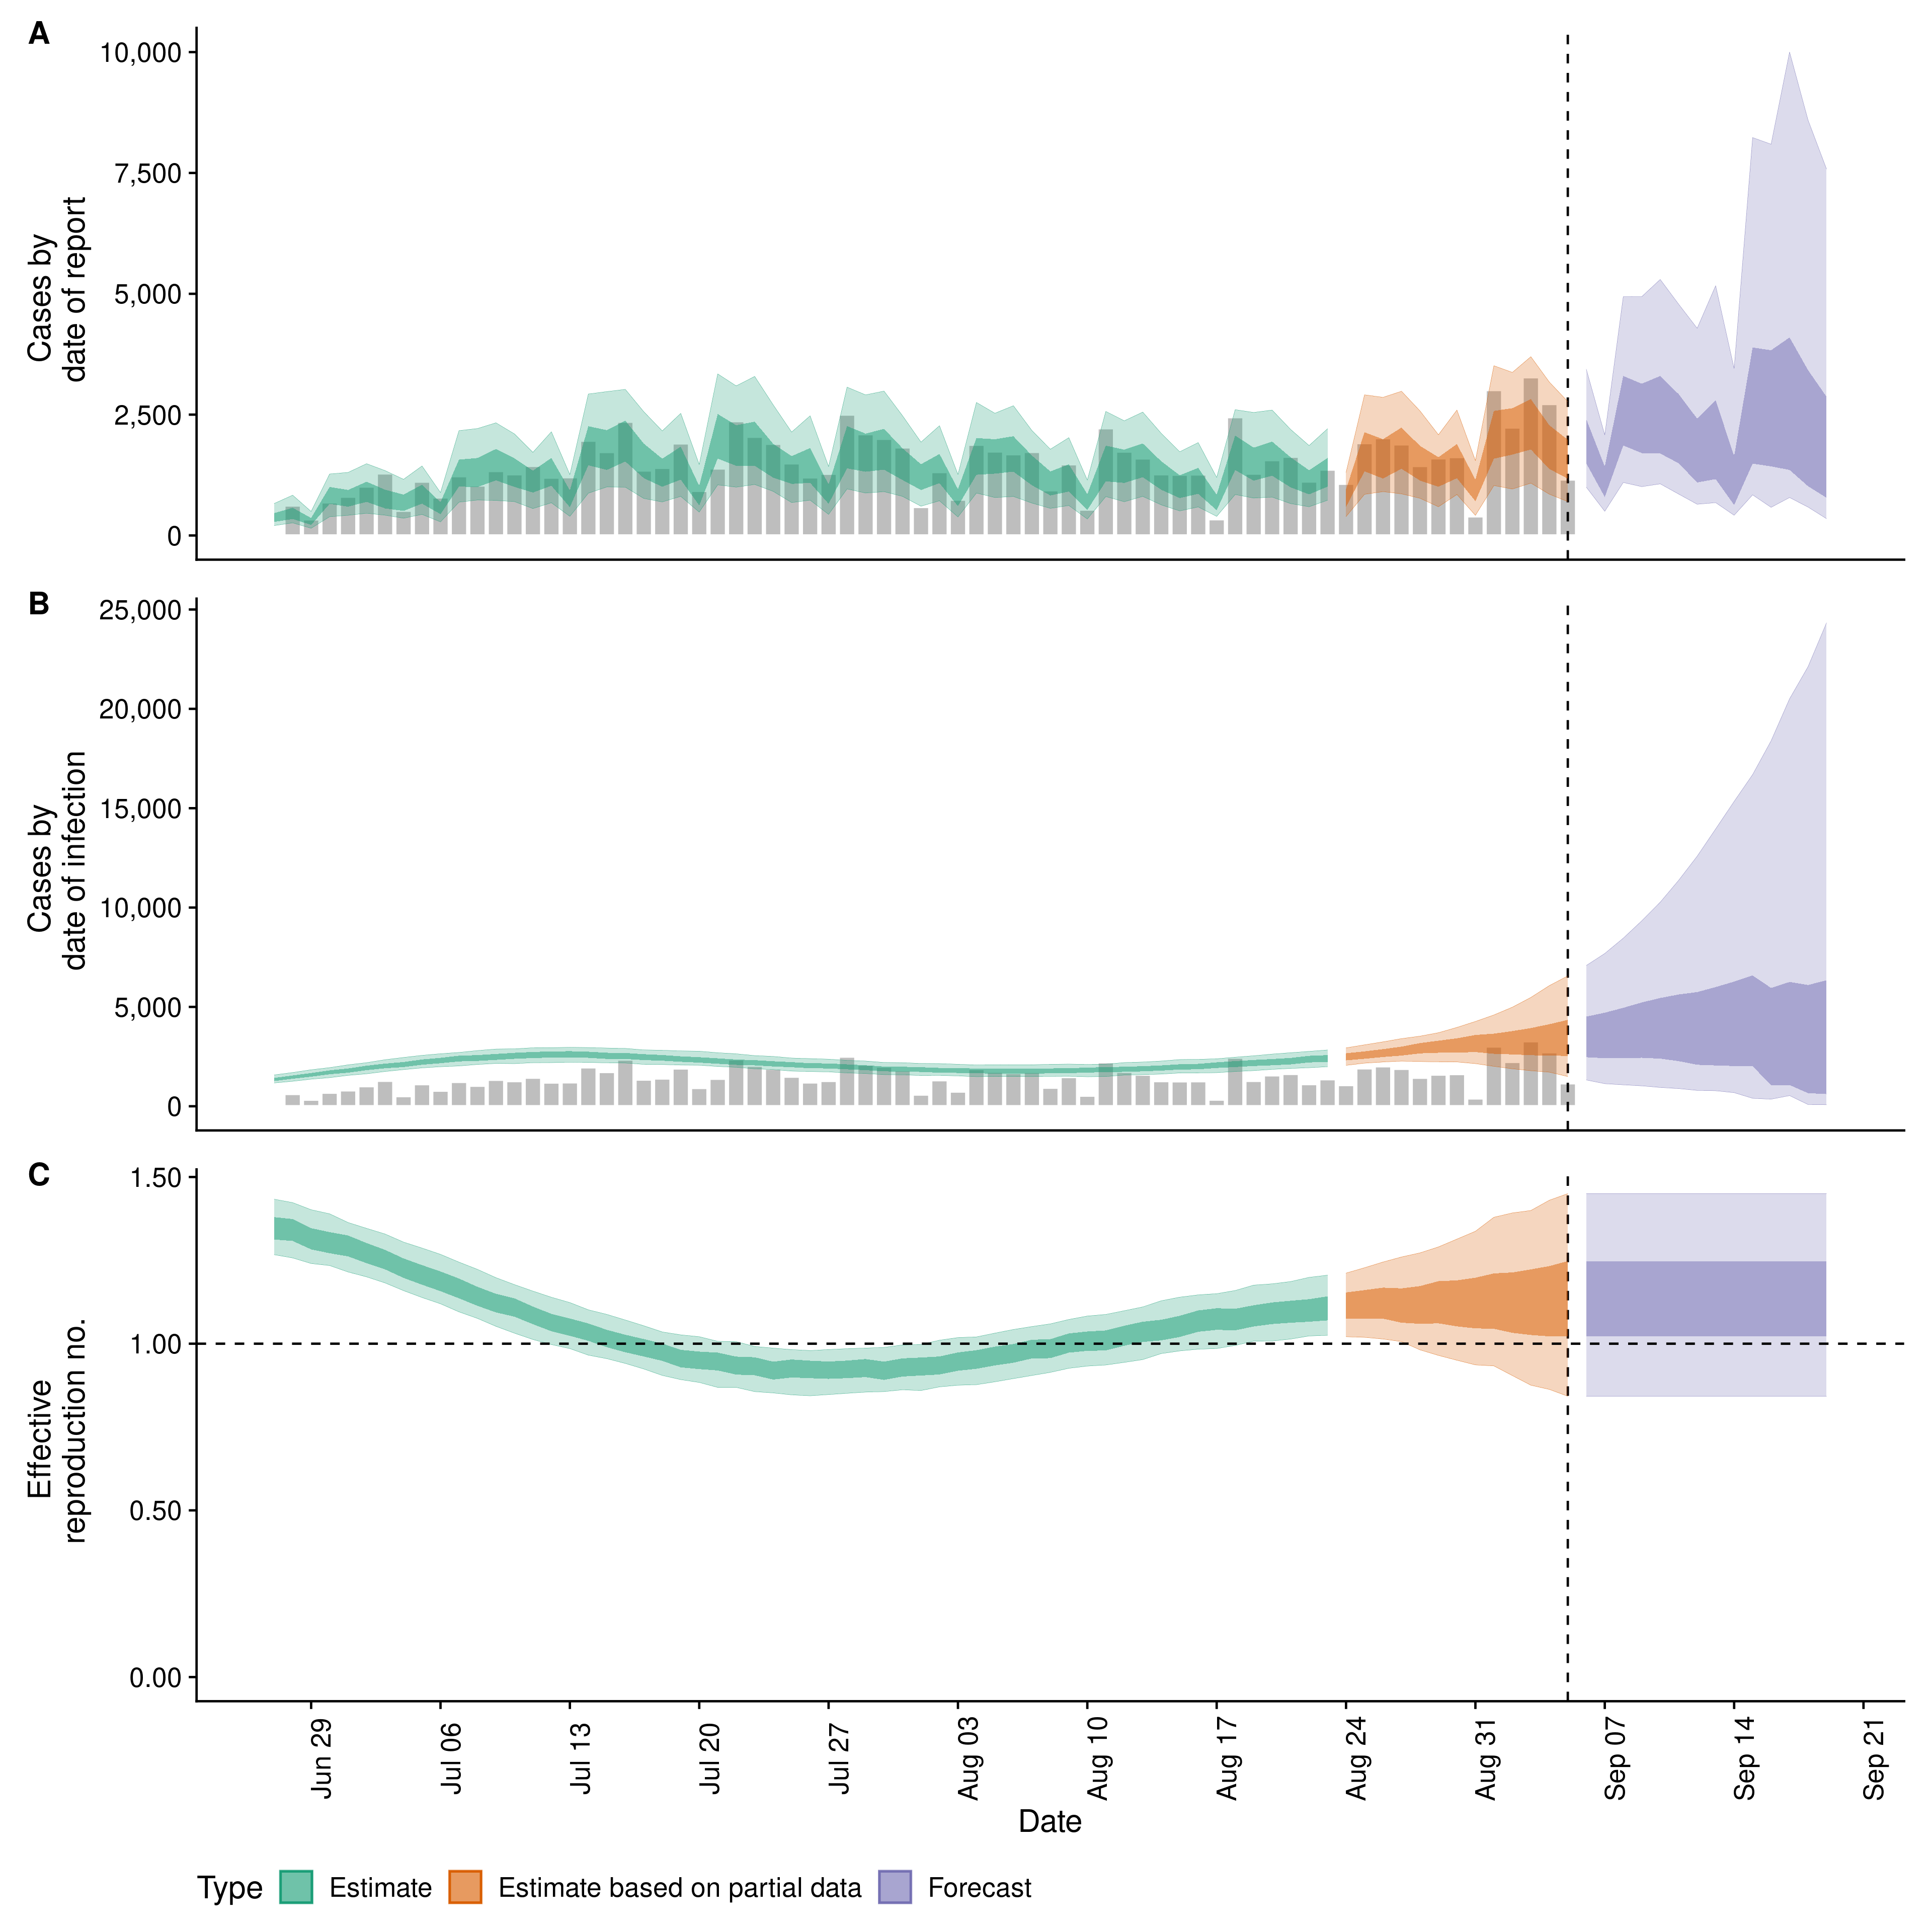 A
10,000
7,500
5,000
2,500
0
Cases by
date of report
B
25,000
20,000
15,000
10,000
5,000
0
Cases by
date of infection
C
1.50
1.00
0.50
0.00
Effective
reproduction no.
Jun 29
Jul 06
Jul 13
Jul 20
Jul 27
Aug 03
Aug 10
Aug 17
Aug 24
Aug 31
Sep 07
Sep 14
Sep 21
Date
Type Estimate Estimate based on partial data Forecast